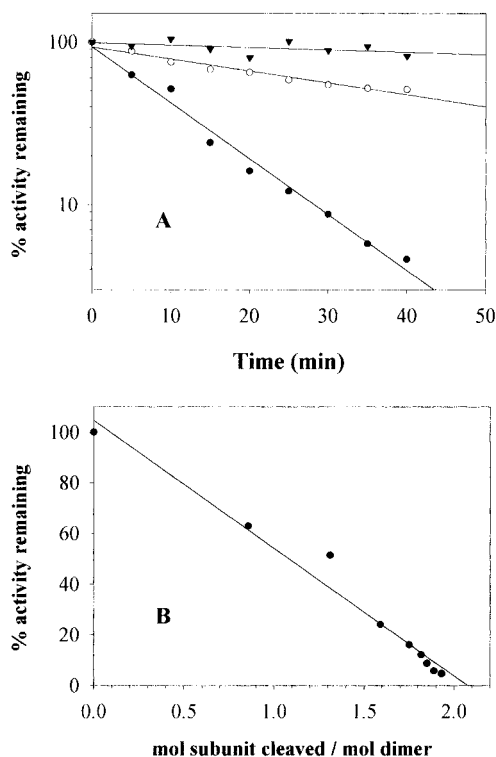 100
10
% activity remaining
A
0 10 20 30 40 50
Time (min)
100
80
60
40
20
0
% activity remaining
B
0.0 0.5 1.0 1.5 2.0
mol subunit cleaved / mol dimer